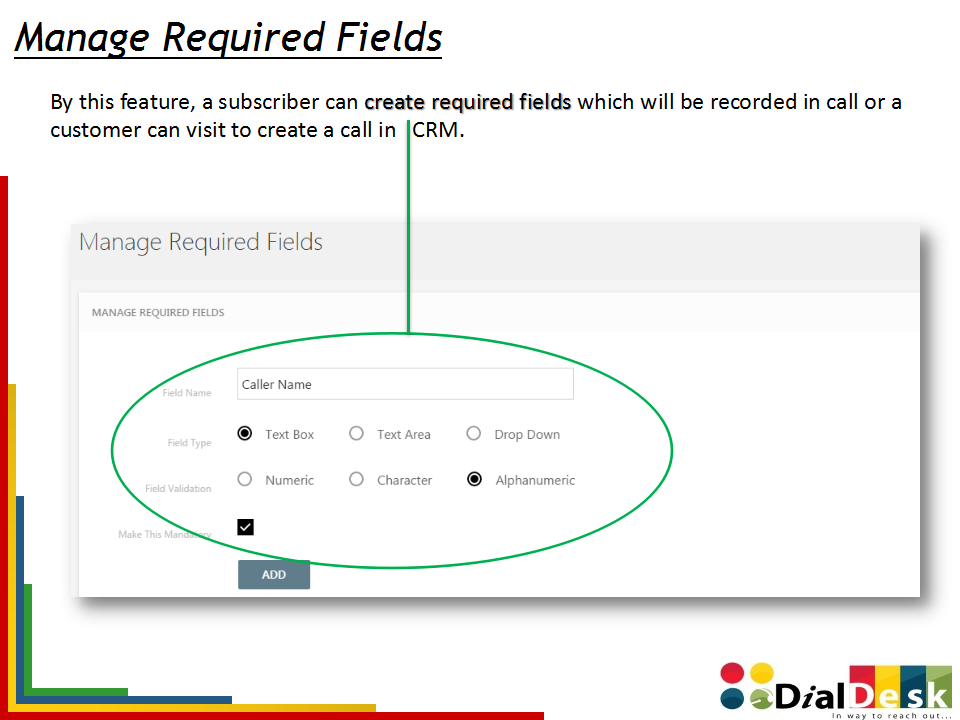 Manage Required Fields
By this feature, a subscriber can create required fields which will be recorded in call or a
customer can visit to create a call in CRM.
Manage Required Fields
MANAGE REQUIRED FIELDS
Field Name
Caller Name
Field Type
Text Box
Text Area
Drop Down
Field Validation
Numeric
Character
Alphanumeric
Make This Mandatory
ADD
DialDesk
In way to reach out...